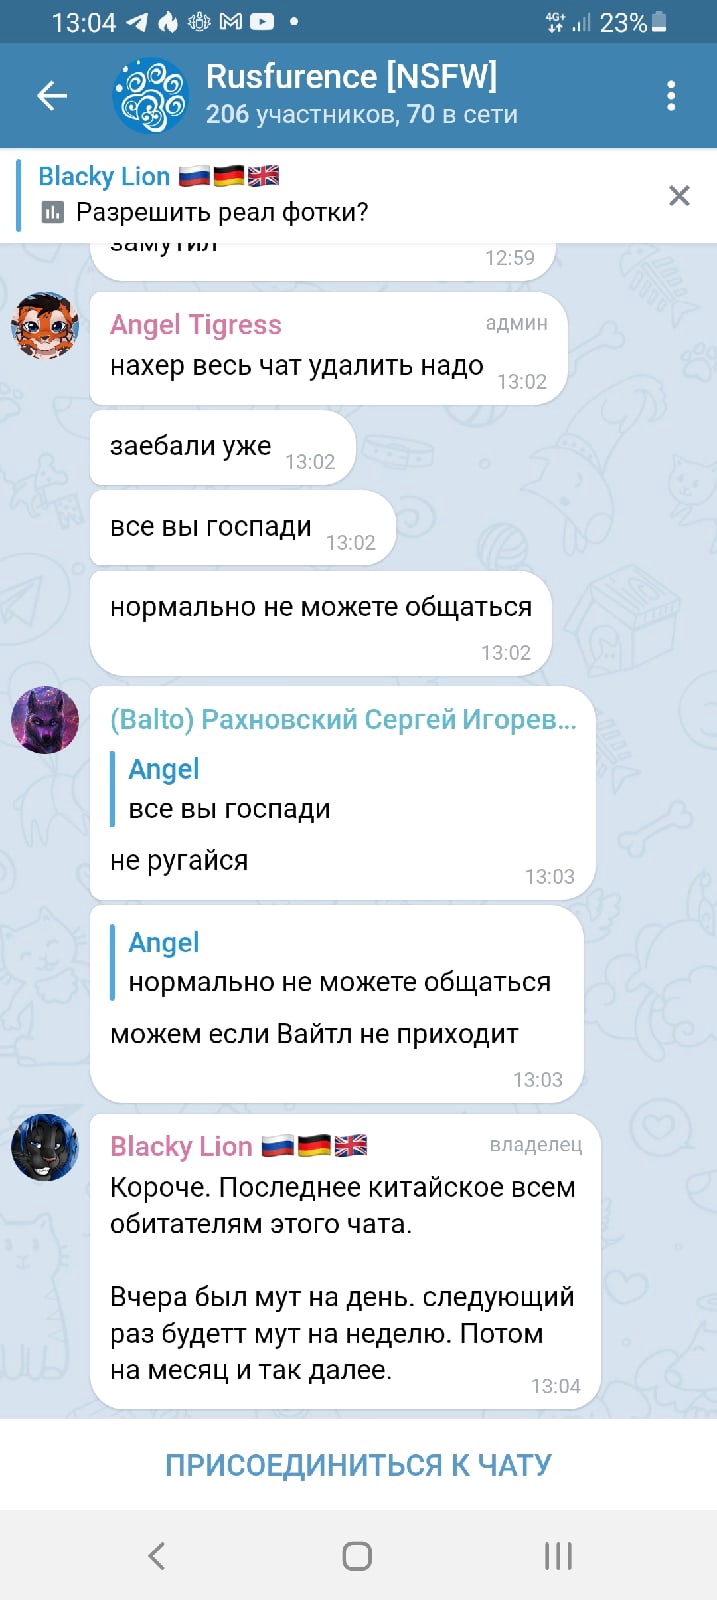 13:04
4G+ 23%
Rusfurence [NSFW]
206 участников, 70 в сети
Blacky Lion 🇷🇺🇩🇪🇬🇧
Разрешить реал фотки?
замутил
12:59
Angel Tigress админ
нахер весь чат удалить надо
13:02
заебали уже
13:02
все вы госпади
13:02
нормально не можете общаться
13:02
(Balto) Рахновский Сергей Игорев...
Angel
все вы госпади
не ругайся
13:03
Angel
нормально не можете общаться
можем если Вайтл не приходит
13:03
Blacky Lion 🇷🇺🇩🇪🇬🇧 владелец
Короче. Последнее китайское всем
обитателям этого чата.
Вчера был мут на день. следующий
раз будетт мут на неделю. Потом
на месяц и так далее.
13:04
ПРИСОЕДИНИТЬСЯ К ЧАТУ